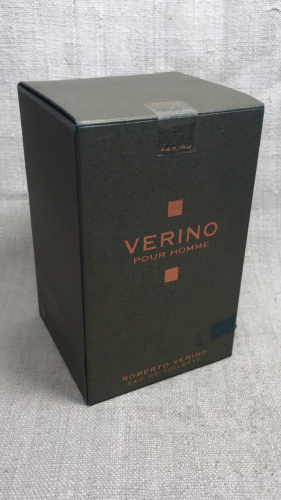 VERINO
VERINO
POUR HOMME
ROBERTO VERINO
EAU DE TOILETTE